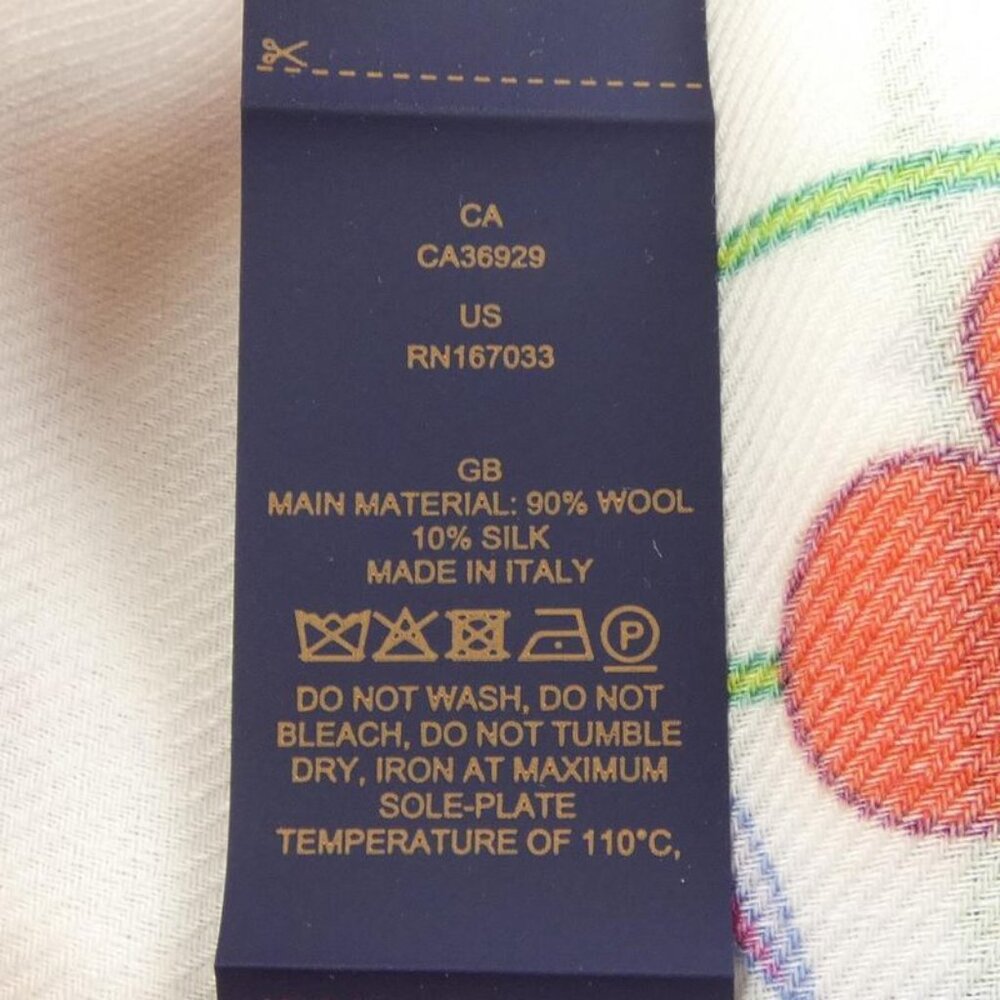 CA
CA36929
US
RN167033
GB
MAIN MATERIAL: 90% WOOL
10% SILK
MADE IN ITALY
P
DO NOT WASH, DO NOT
BLEACH, DO NOT TUMBLE
DRY, IRON AT MAXIMUM
SOLE-PLATE
TEMPERATURE OF 110°C,